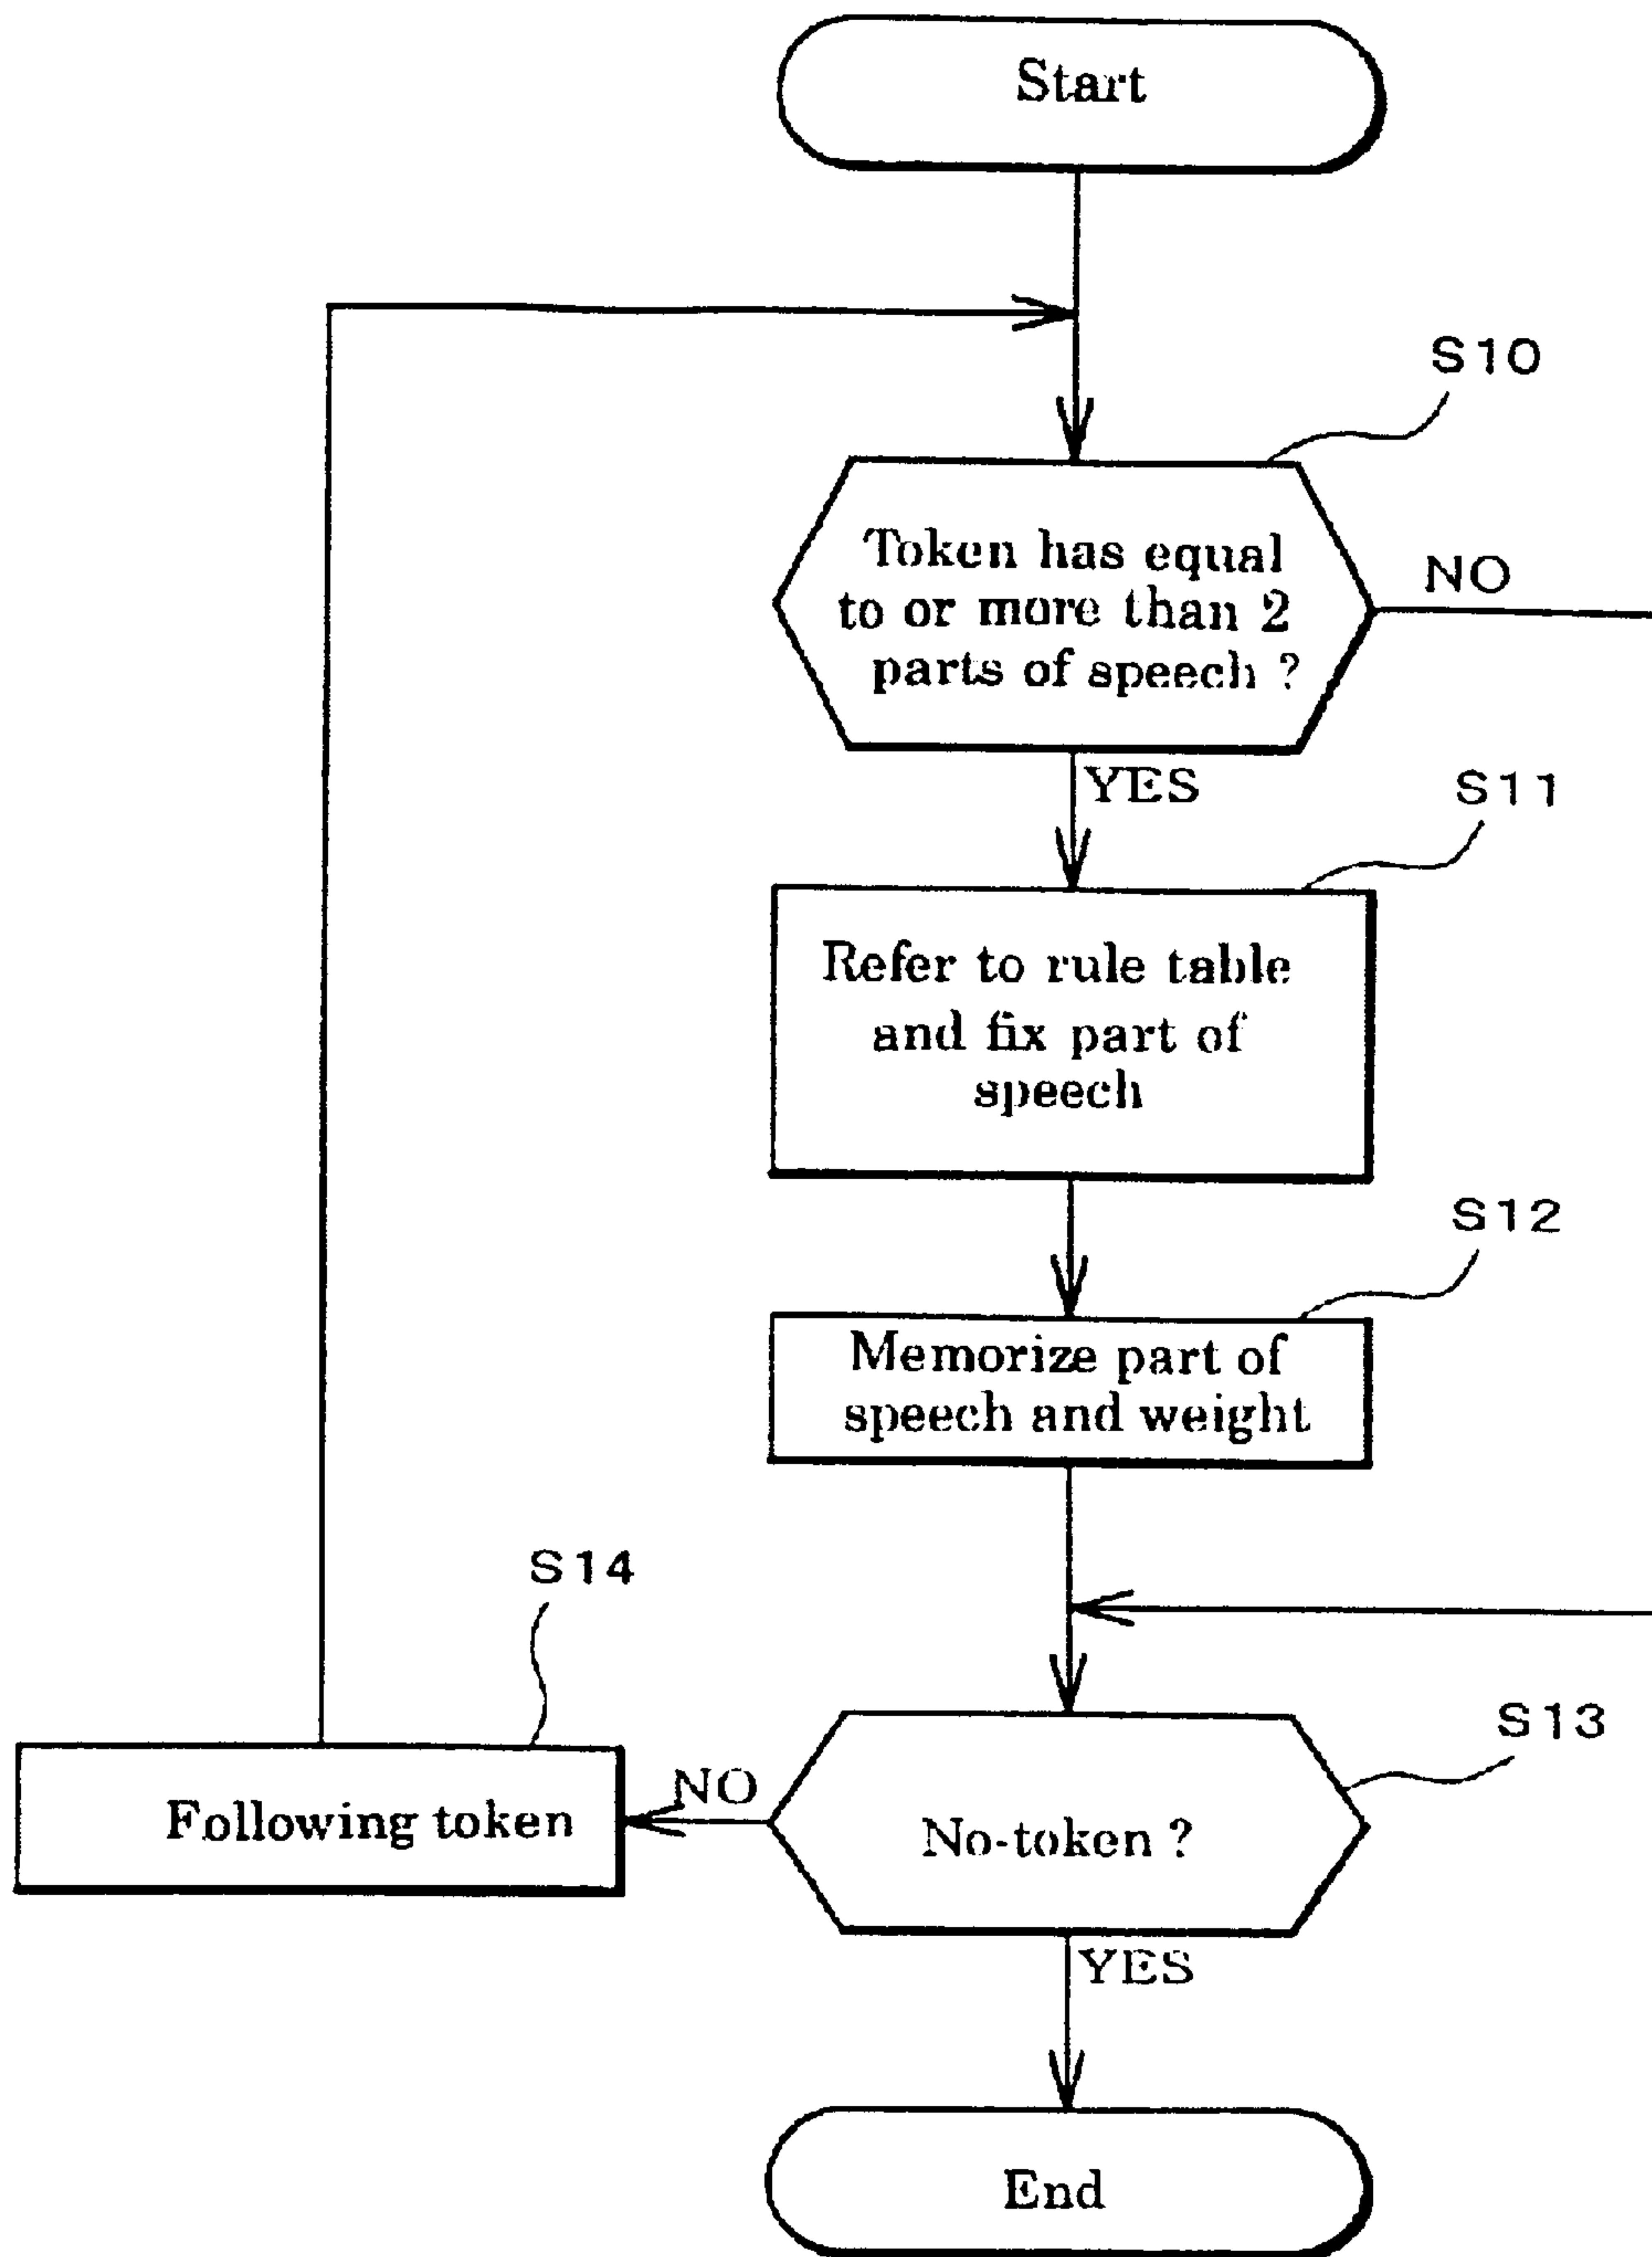 Start
S10
Token has equal
to or more than 2
parts of speech ?
NO
YES
S11
Refer to rule table
and fix part of
speech
S12
Memorize part of
speech and weight
S14
S13
Following token
NO
No-token ?
YES
End